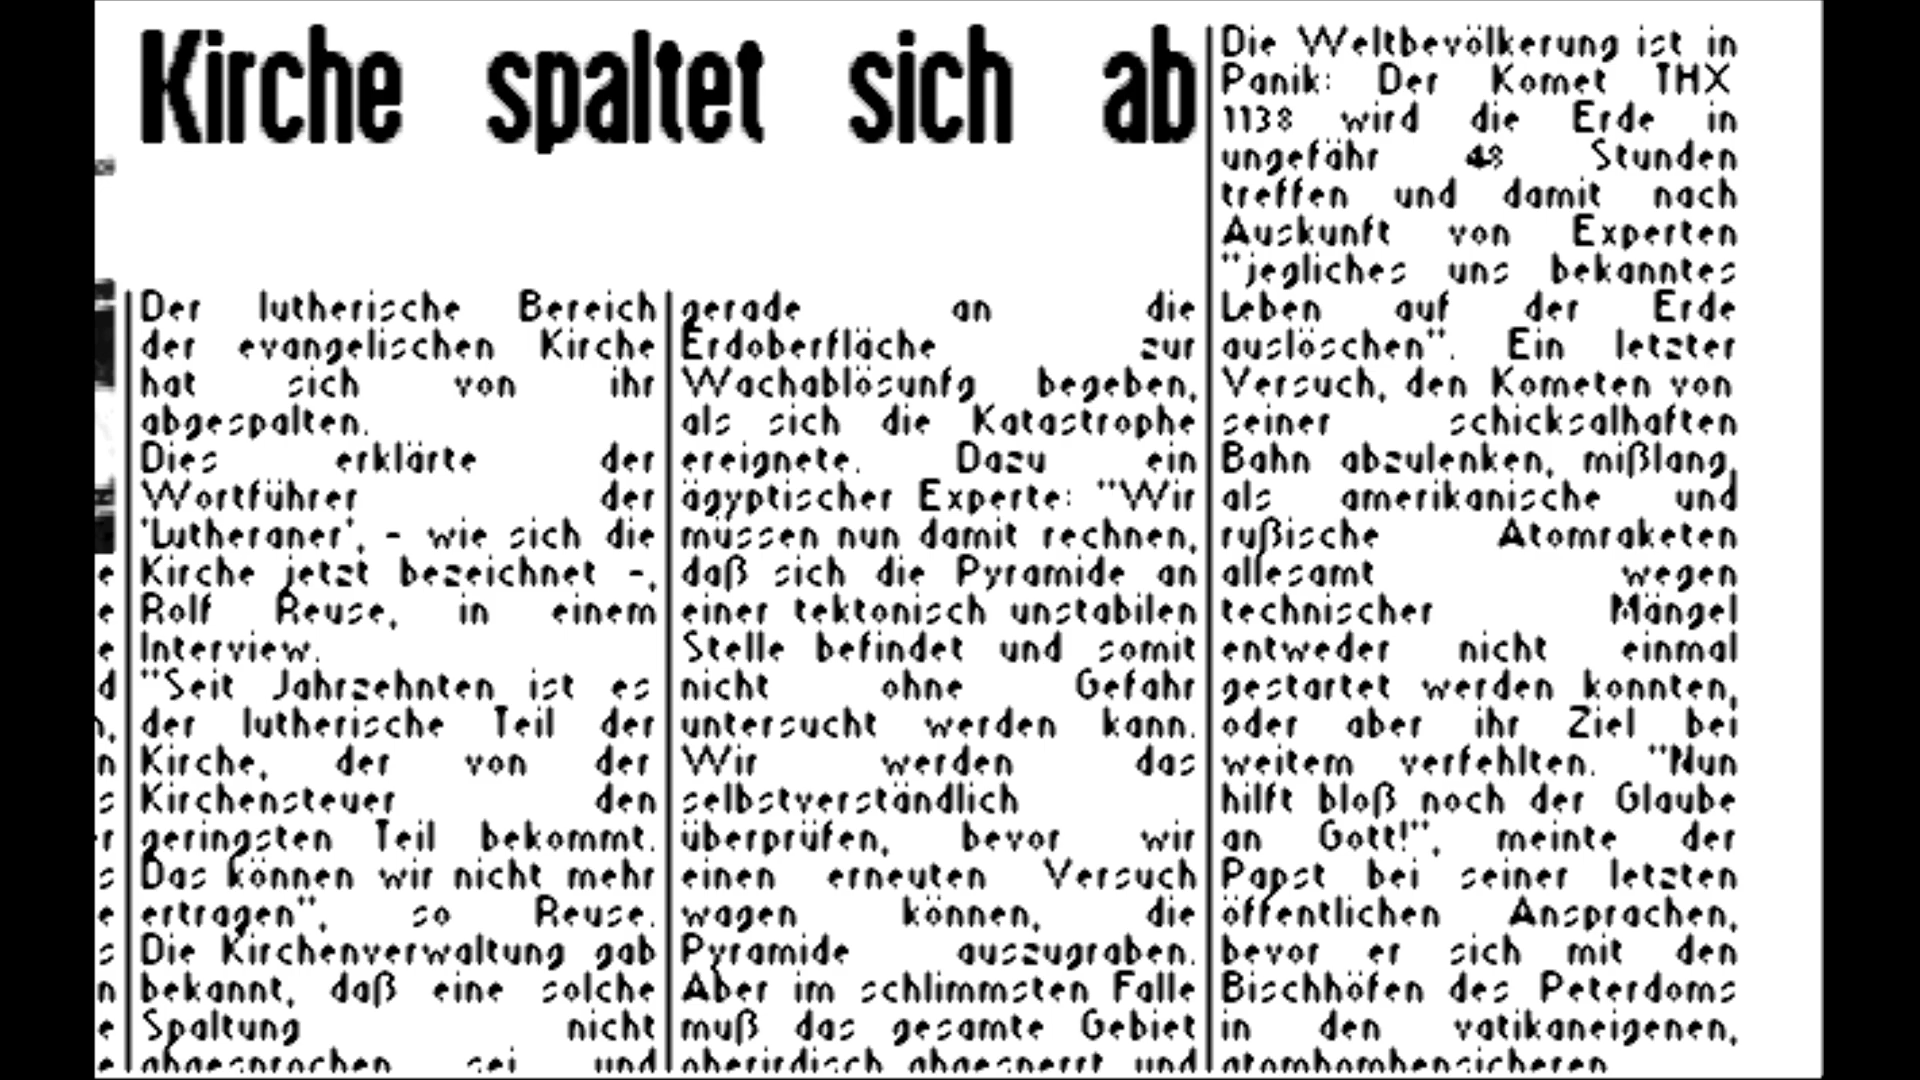 Kirche spaltet sich ab
Der lutherische Bereich
der evangelischen Kirche
hat sich von ihr
abgespalten.
Dies erklärte der
Wortführer der
'Lutheraner', - wie sich die
Kirche jetzt bezeichnet -,
Rolf Reuse, in einem
Interview.
"Seit Jahrzehnten ist es
der lutherische Teil der
Kirche, der von der
Kirchensteuer den
geringsten Teil bekommt.
Das können wir nicht mehr
ertragen", so Reuse.
Die Kirchenverwaltung gab
bekannt, daß eine solche
Spaltung nicht
abgesprochen sei und
gerade an die
Erdoberfläche zur
Wachablösunfg begeben,
als sich die Katastrophe
ereignete. Dazu ein
ägyptischer Experte: "Wir
müssen nun damit rechnen,
daß sich die Pyramide an
einer tektonisch unstabilen
Stelle befindet und somit
nicht ohne Gefahr
untersucht werden kann.
Wir werden das
selbstverständlich
überprüfen, bevor wir
einen erneuten Versuch
wagen können, die
Pyramide auszugraben.
Aber im schlimmsten Falle
muß das gesamte Gebiet
oberirdisch abgesperrt und
Die Weltbevölkerung ist in
Panik: Der Komet THX
1138 wird die Erde in
ungefähr 48 Stunden
treffen und damit nach
Auskunft von Experten
"jegliches uns bekanntes
Leben auf der Erde
auslöschen". Ein letzter
Versuch, den Kometen von
seiner schicksalhaften
Bahn abzulenken, mißlang,
als amerikanische und
rußische Atomraketen
allesamt wegen
technischer Mängel
entweder nicht einmal
gestartet werden konnten,
oder aber ihr Ziel bei
weitem verfehlten. "Nun
hilft bloß noch der Glaube
an Gott!", meinte der
Papst bei seiner letzten
öffentlichen Ansprachen,
bevor er sich mit den
Bischhöfen des Peterdoms
in den vatikaneigenen,
atombombensicheren